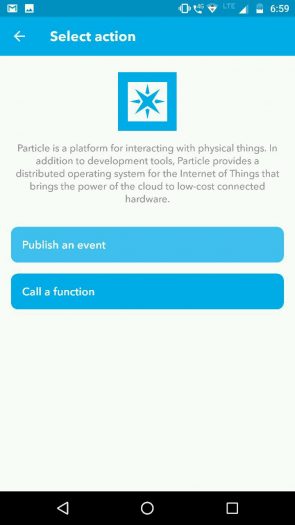 4G LTE 6:59
Select action
Particle is a platform for interacting with physical things. In
addition to development tools, Particle provides a
distributed operating system for the Internet of Things that
brings the power of the cloud to low-cost connected
hardware.
Publish an event
Call a function